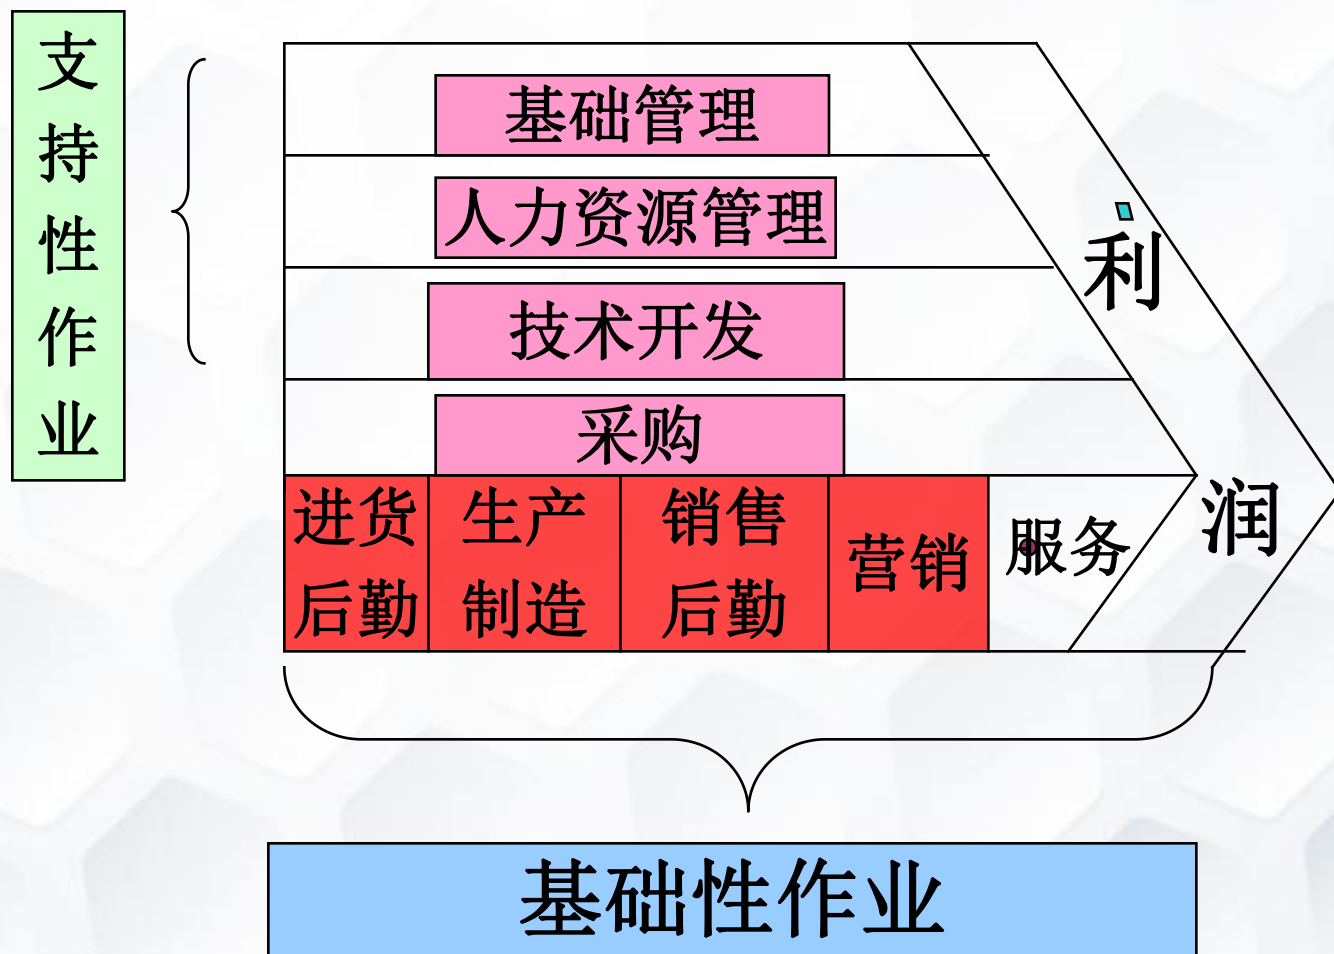 支
持
性
作
业
基础管理
人力资源管理
技术开发
采购
进货
后勤
生产
制造
销售
后勤
营销
服务
利
润
基础性作业